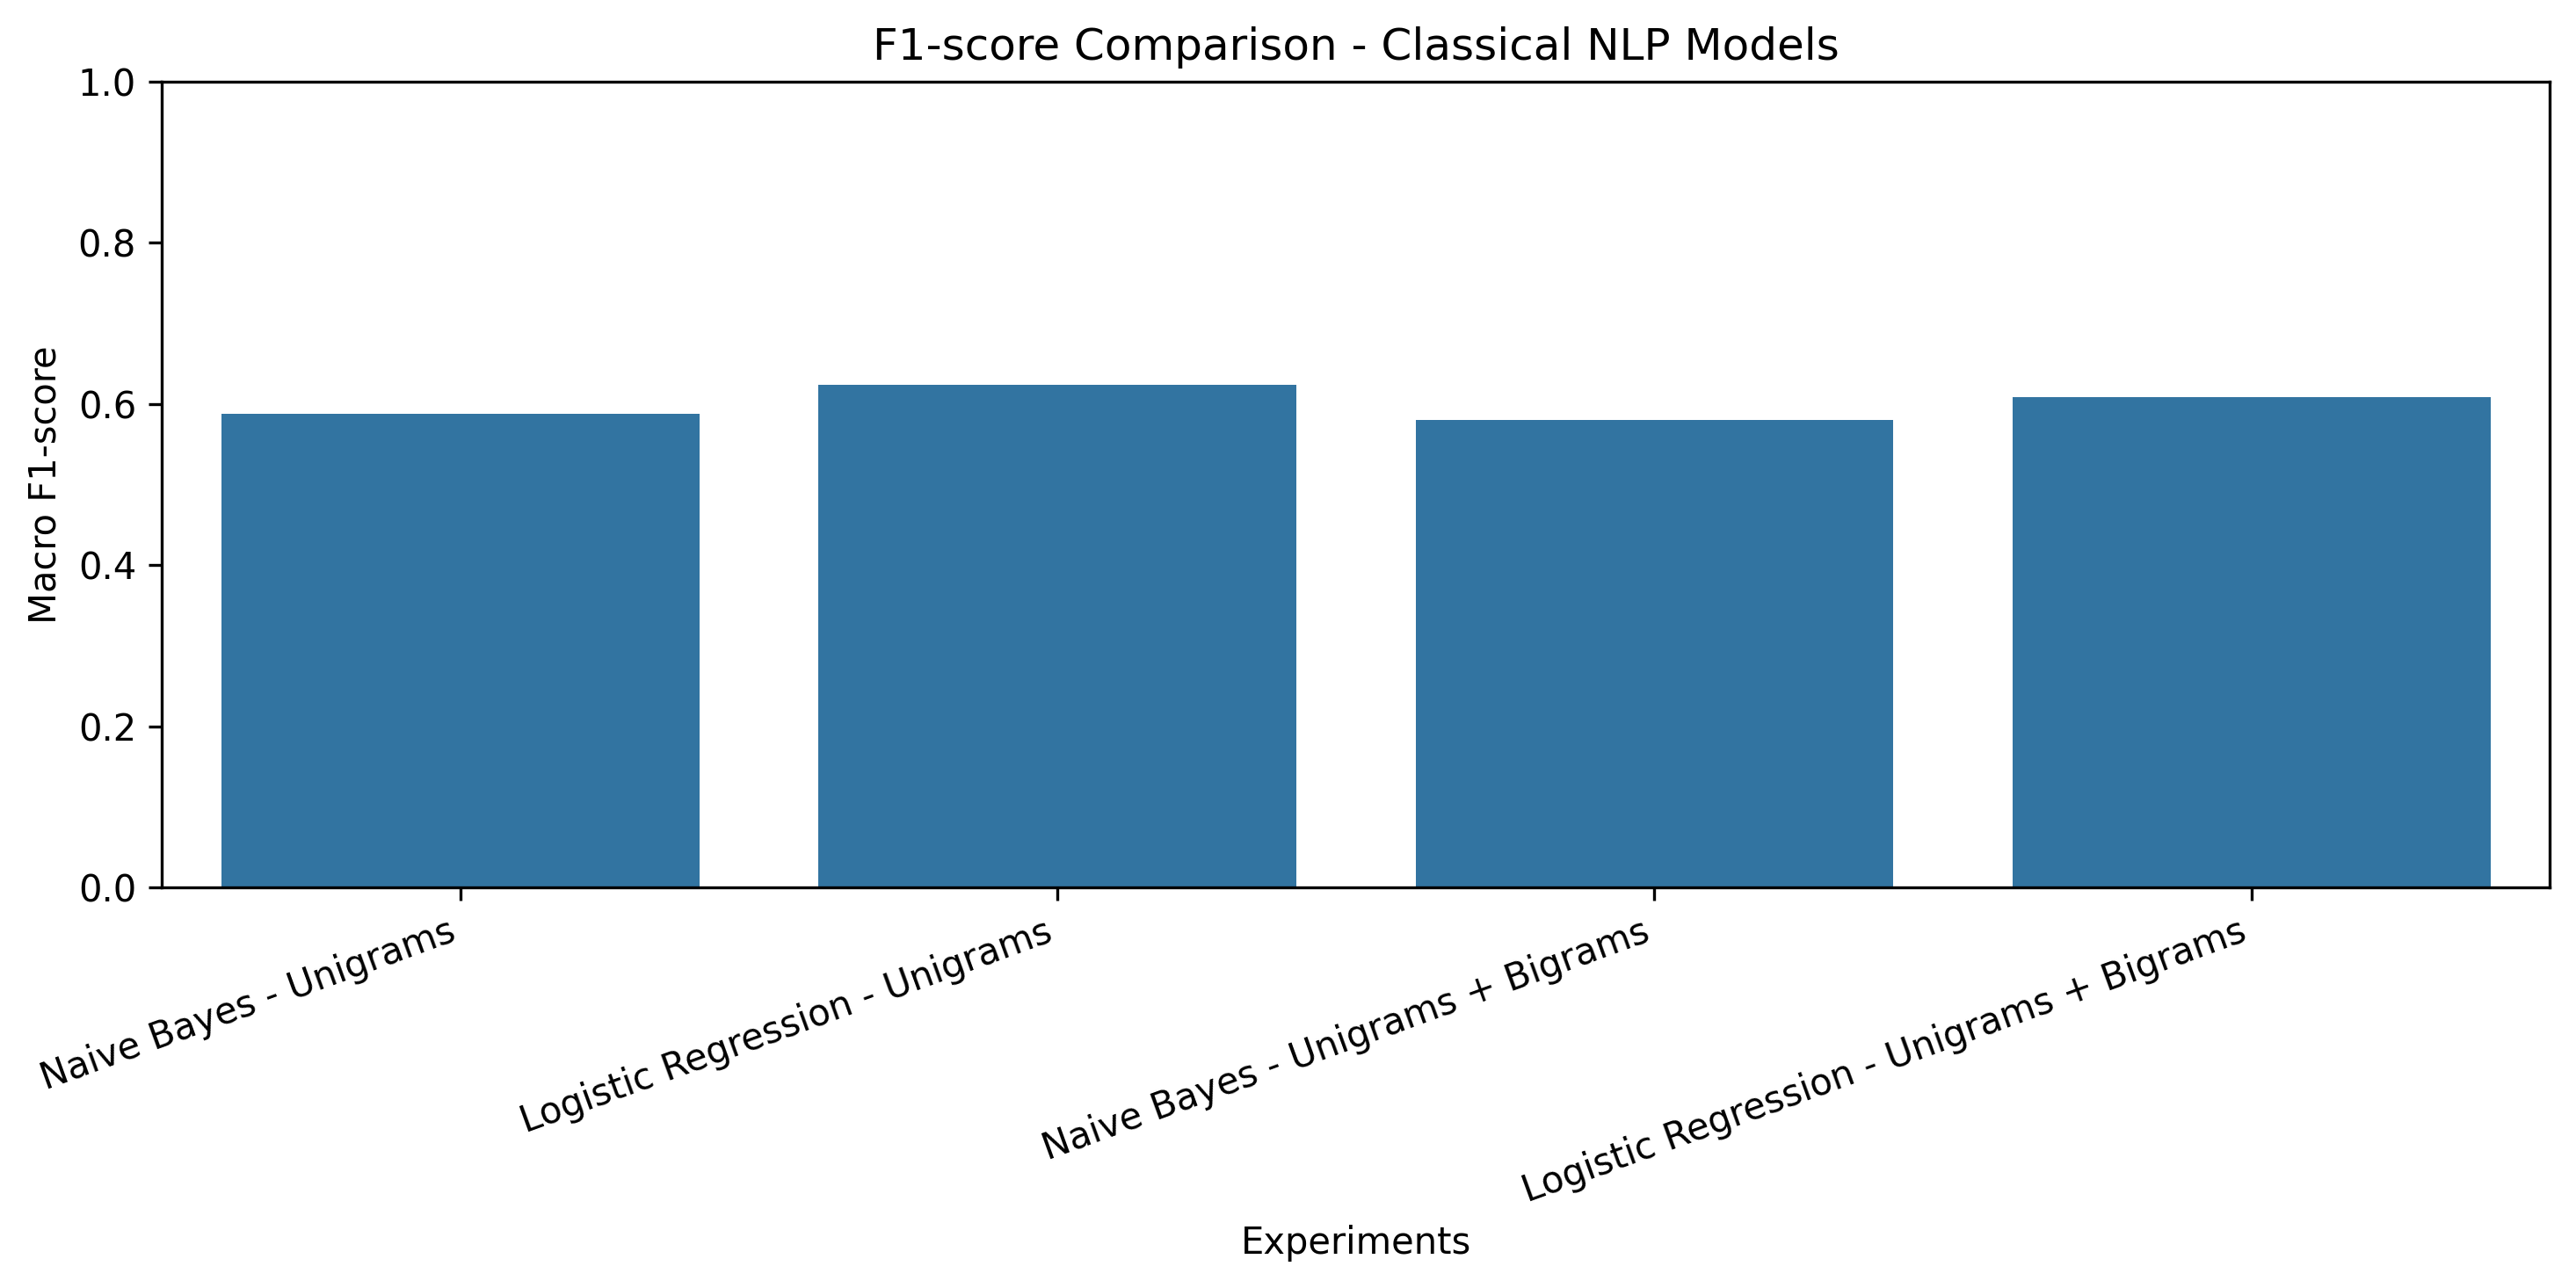 F1-score Comparison - Classical NLP Models
Macro F1-score
1.0
0.8
0.6
0.4
0.2
0.0
Naive Bayes - Unigrams
Logistic Regression - Unigrams
Naive Bayes - Unigrams + Bigrams
Logistic Regression - Unigrams + Bigrams
Experiments